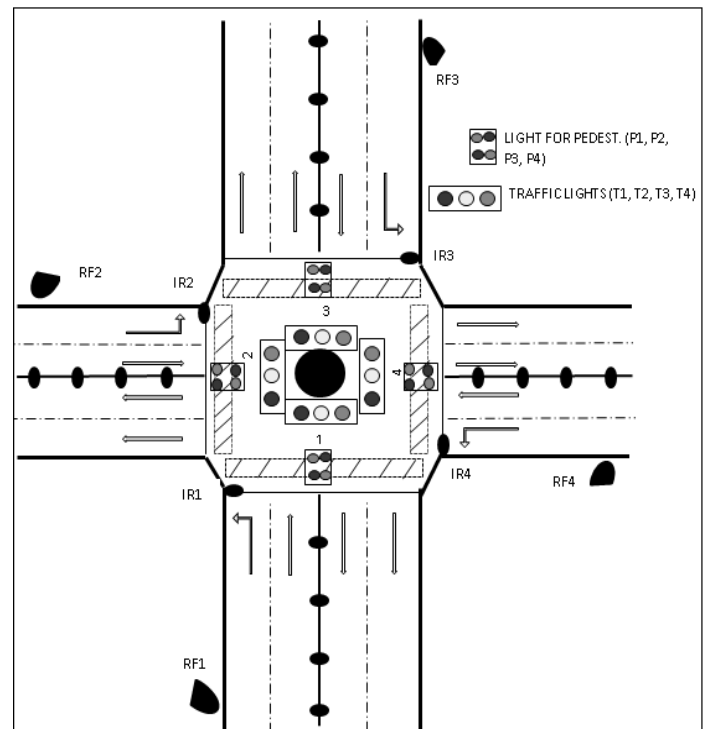 RF3
LIGHT FOR PEDEST. (P1, P2,
P3, P4)
TRAFFIC LIGHTS (T1, T2, T3, T4)
IR3
RF2
IR2
3
2
4
1
IR1
IR4
RF4
RF1